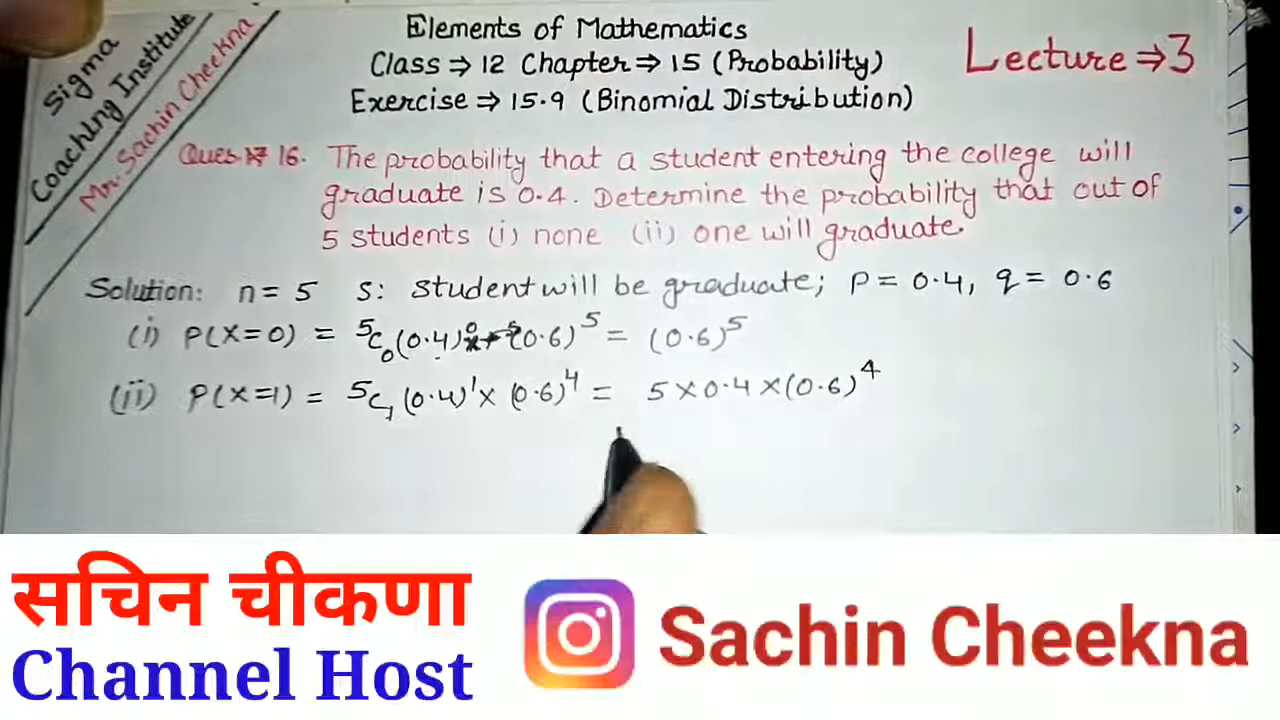 Sigma
Coaching Institute
Mr. Sachin Cheekna
Elements of Mathematics
Class ⇒ 12 Chapter ⇒ 15 (Probability)
Exercise ⇒ 15.9 (Binomial Distribution)
Lecture ⇒ 3
Ques 16. The probability that a student entering the college will
graduate is 0.4. Determine the probability that out of
5 students (i) none (ii) one will graduate.
Solution: n = 5 S: student will be graduate; p = 0.4, q = 0.6
(i) P(X=0) = ⁵C₀ (0.4)⁰ (0.6)⁵ = (0.6)⁵
(ii) P(X=1) = ⁵C₁ (0.4)¹ × (0.6)⁴ = 5 × 0.4 × (0.6)⁴
सचिन चीकणा
Channel Host
Sachin Cheekna